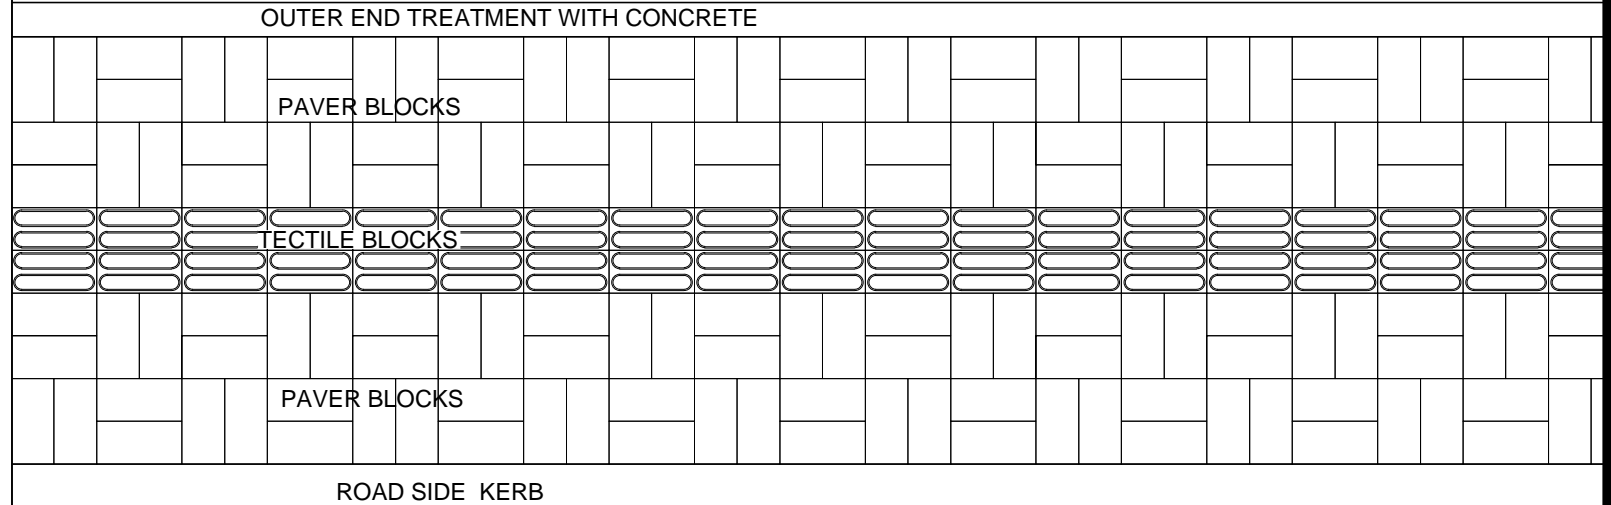 OUTER END TREATMENT WITH CONCRETE
PAVER BLOCKS
TECTILE BLOCKS
PAVER BLOCKS
ROAD SIDE KERB